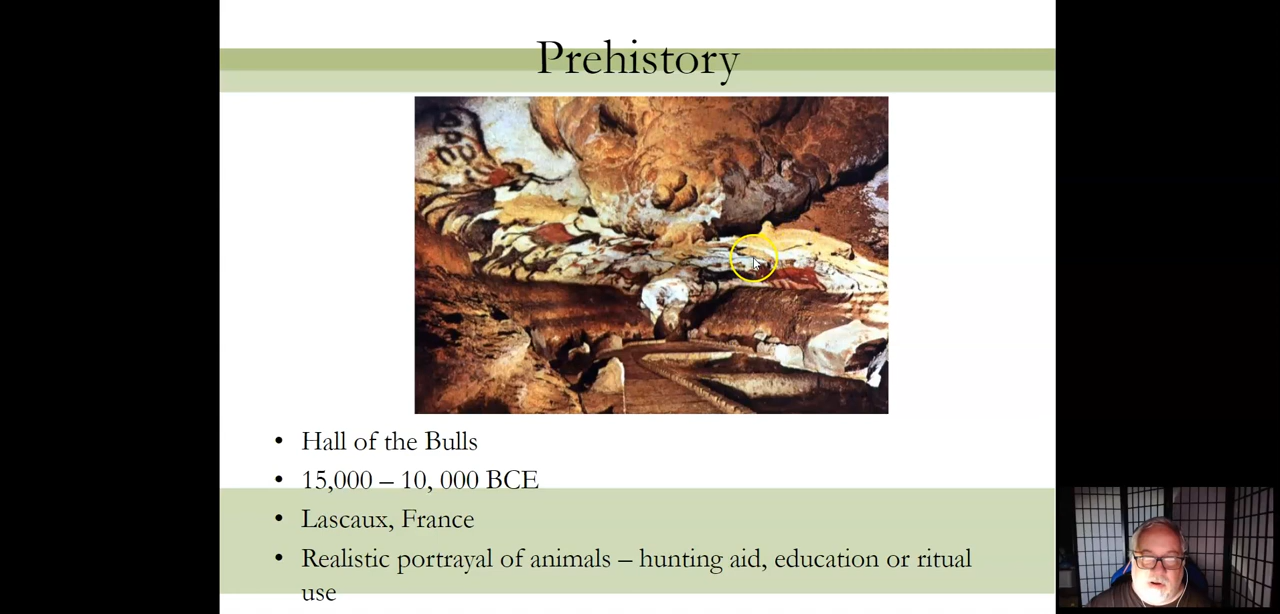 Prehistory
• Hall of the Bulls
• 15,000 – 10, 000 BCE
• Lascaux, France
• Realistic portrayal of animals – hunting aid, education or ritual
use